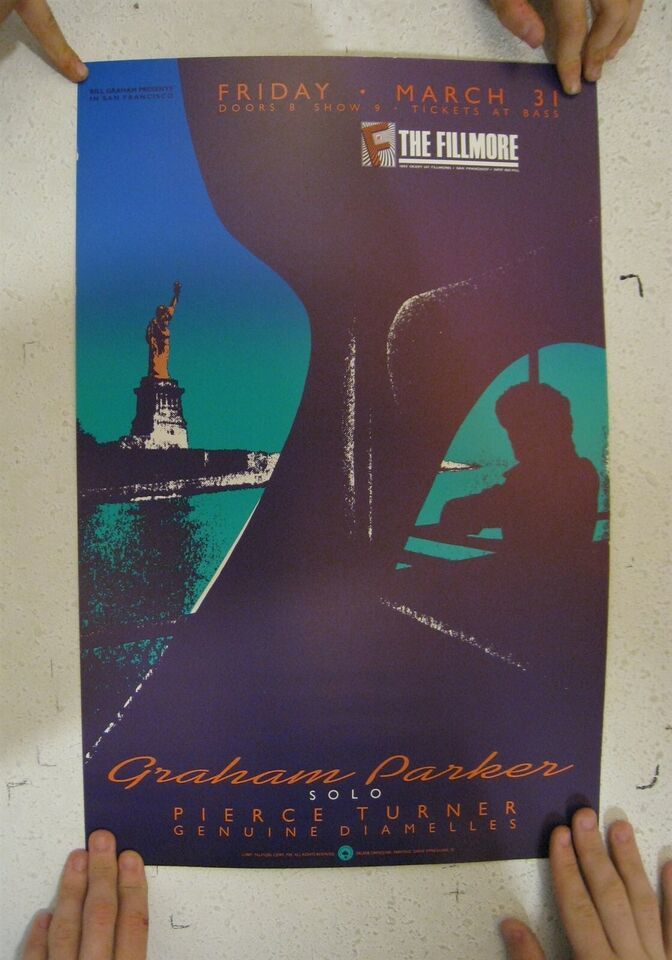 BILL GRAHAM PRESENTS
IN SAN FRANCISCO
FRIDAY · MARCH 31
DOORS 8 SHOW 9 · TICKETS AT BASS
F
THE FILLMORE
Graham Parker
SOLO
PIERCE TURNER
GENUINE DIAMELLES